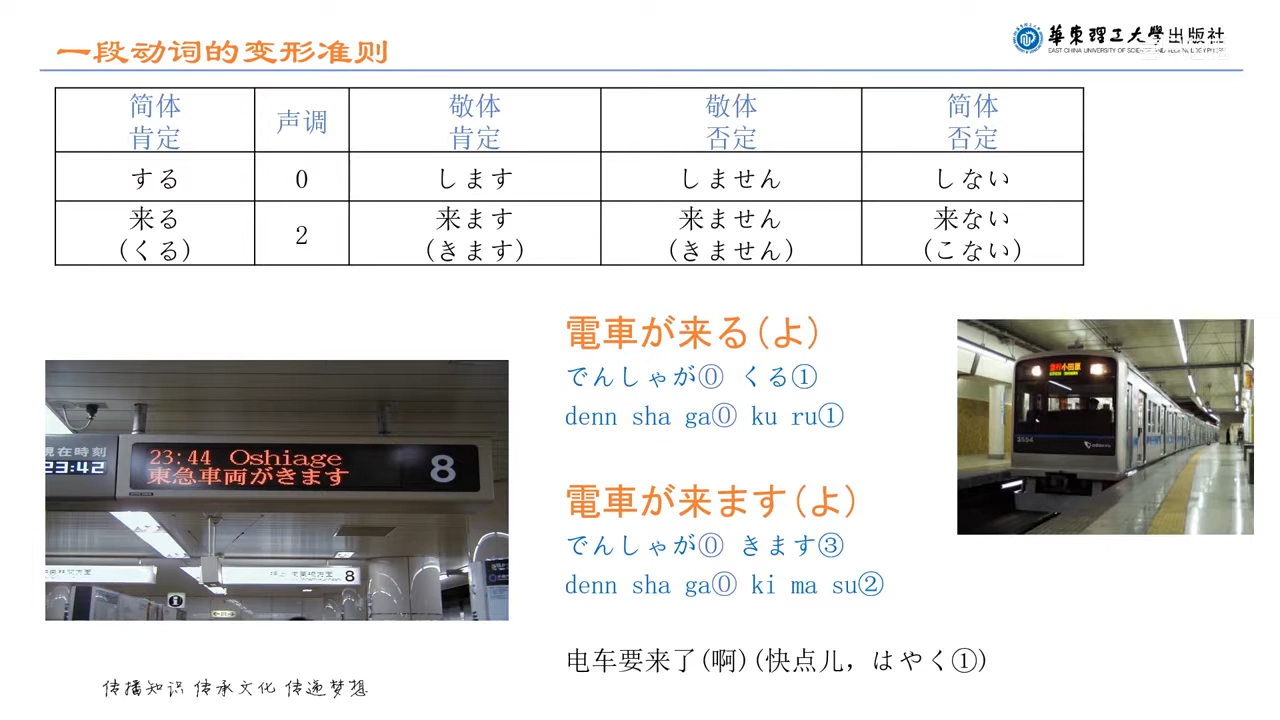 一段动词的变形准则
華東理工大學出版社
简体 肯定
声调
敬体 肯定
敬体 否定
简体 否定
する
0
します
しません
しない
来る
(くる)
2
来ます
(きます)
来ません
(きません)
来ない
(こない)
電車が来る(よ)
でんしゃが⓪ くる①
denn sha ga⓪ ku ru①
現在時刻
23:42
23:44 Oshiage
東急車両がきます
8
8
電車が来ます(よ)
でんしゃが⓪ きます③
denn sha ga⓪ ki ma su②
电车要来了(啊)(快点儿，はやく①)
传播知识 传承文化 传递梦想